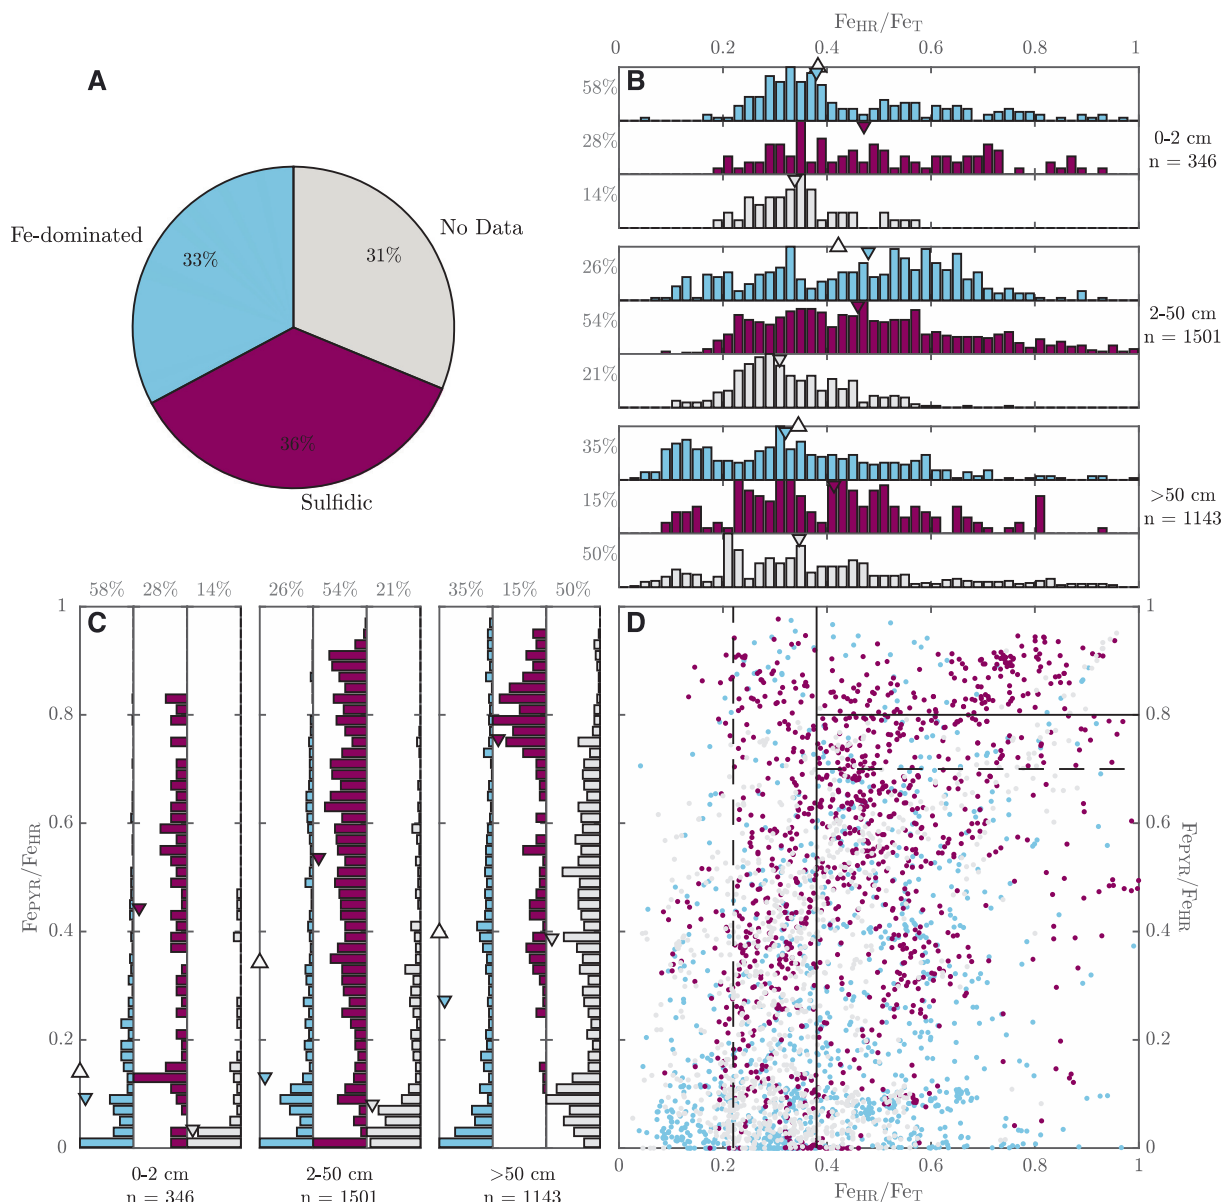 Fe_HR/Fe_T
0 0.2 0.4 0.6 0.8 1
A
B
58%
28%
14%
0-2 cm
n = 346
Fe-dominated
33%
No Data
31%
36%
Sulfidic
26%
54%
21%
2-50 cm
n = 1501
35%
15%
50%
>50 cm
n = 1143
58% 28% 14% 26% 54% 21% 35% 15% 50%
C
D
1
0.8
0.6
0.4
0.2
0
Fe_PYR/Fe_HR
1
0.8
0.6
0.4
0.2
0
Fe_PYR/Fe_HR
0 0.2 0.4 0.6 0.8 1
Fe_HR/Fe_T
0-2 cm
n = 346
2-50 cm
n = 1501
>50 cm
n = 1143